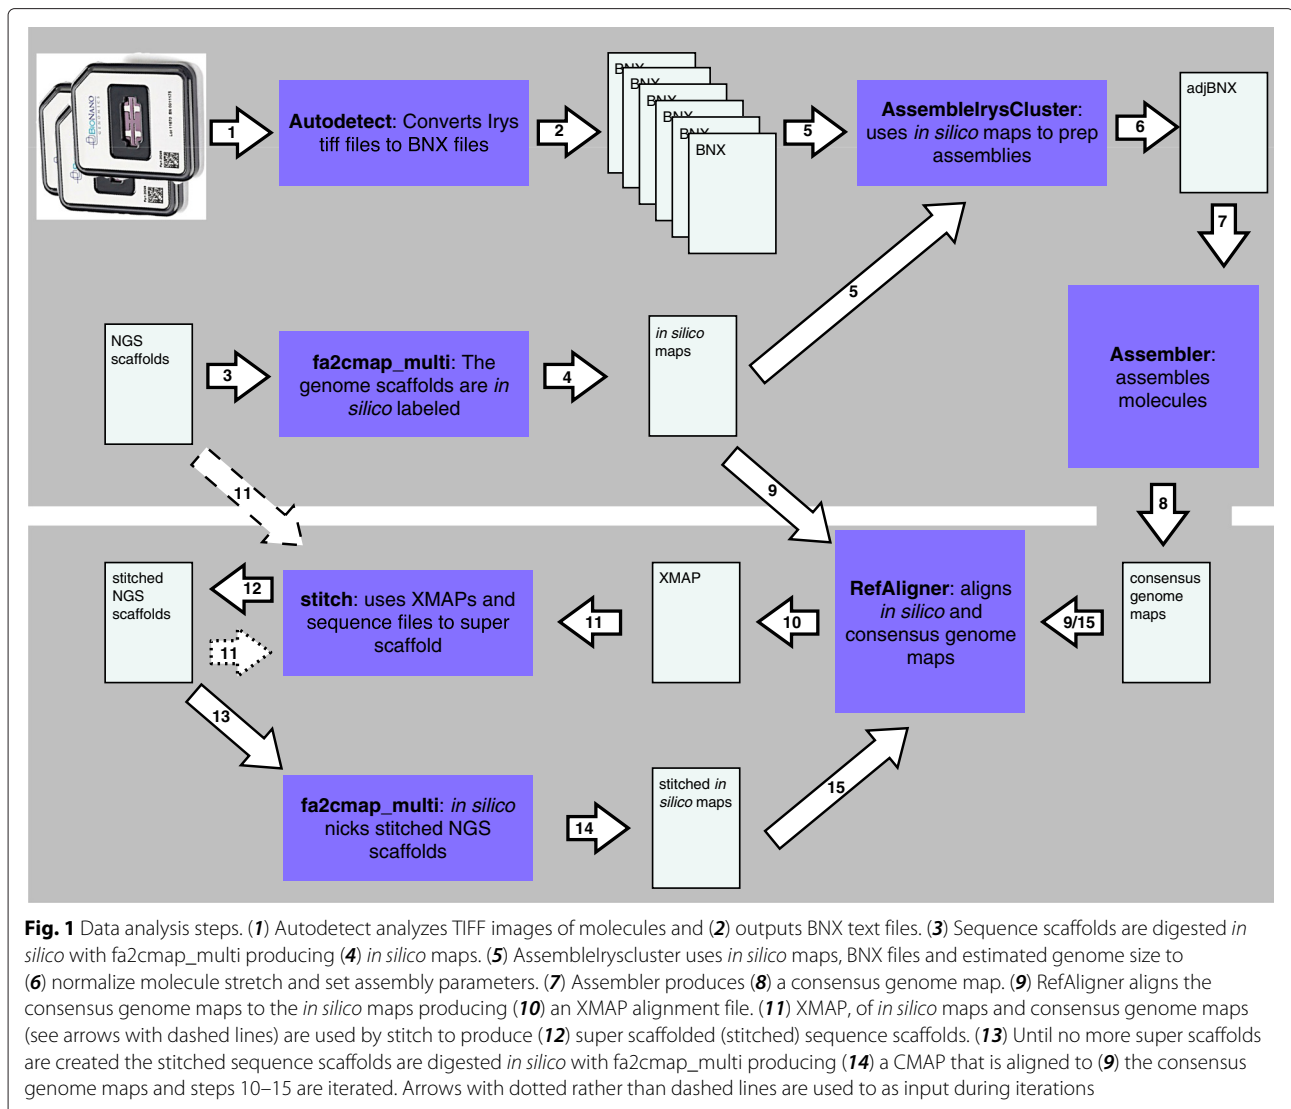 BIONANO
GENOMICS
1
Autodetect: Converts Irys
tiff files to BNX files
2
BNX
BNX
BNX
BNX
BNX
BNX
5
AssembleIrysCluster:
uses in silico maps to prep
assemblies
6
adjBNX
7
5
NGS
scaffolds
3
fa2cmap_multi: The
genome scaffolds are in
silico labeled
4
in silico
maps
Assembler:
assembles
molecules
11
9
8
stitched
NGS
scaffolds
12
11
stitch: uses XMAPs and
sequence files to super
scaffold
11
XMAP
10
RefAligner: aligns
in silico and
consensus genome
maps
9/15
consensus
genome
maps
13
fa2cmap_multi: in silico
nicks stitched NGS
scaffolds
14
stitched in
silico maps
15
Fig. 1 Data analysis steps. (1) Autodetect analyzes TIFF images of molecules and (2) outputs BNX text files. (3) Sequence scaffolds are digested in
silico with fa2cmap_multi producing (4) in silico maps. (5) AssembleIryscluster uses in silico maps, BNX files and estimated genome size to
(6) normalize molecule stretch and set assembly parameters. (7) Assembler produces (8) a consensus genome map. (9) RefAligner aligns the
consensus genome maps to the in silico maps producing (10) an XMAP alignment file. (11) XMAP, of in silico maps and consensus genome maps
(see arrows with dashed lines) are used by stitch to produce (12) super scaffolded (stitched) sequence scaffolds. (13) Until no more super scaffolds
are created the stitched sequence scaffolds are digested in silico with fa2cmap_multi producing (14) a CMAP that is aligned to (9) the consensus
genome maps and steps 10–15 are iterated. Arrows with dotted rather than dashed lines are used to as input during iterations